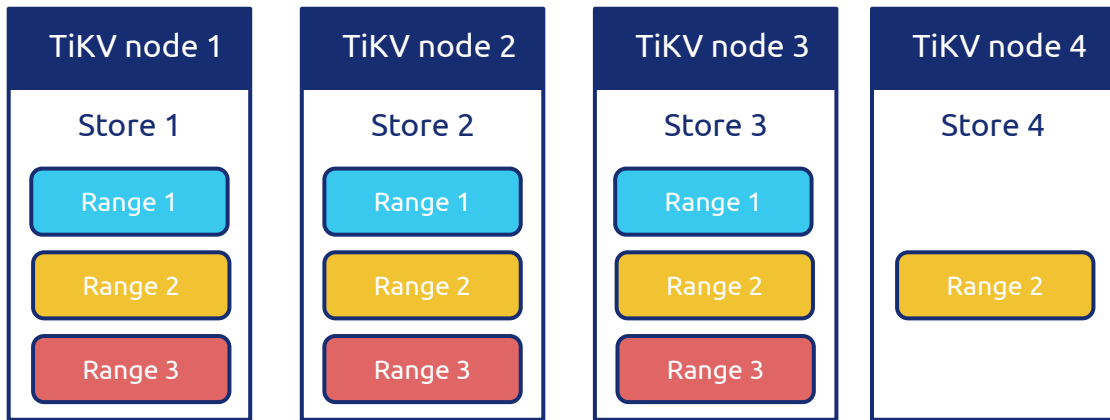 TiKV node 1
Store 1
Range 1
Range 2
Range 3
TiKV node 2
Store 2
Range 1
Range 2
Range 3
TiKV node 3
Store 3
Range 1
Range 2
Range 3
TiKV node 4
Store 4
Range 2